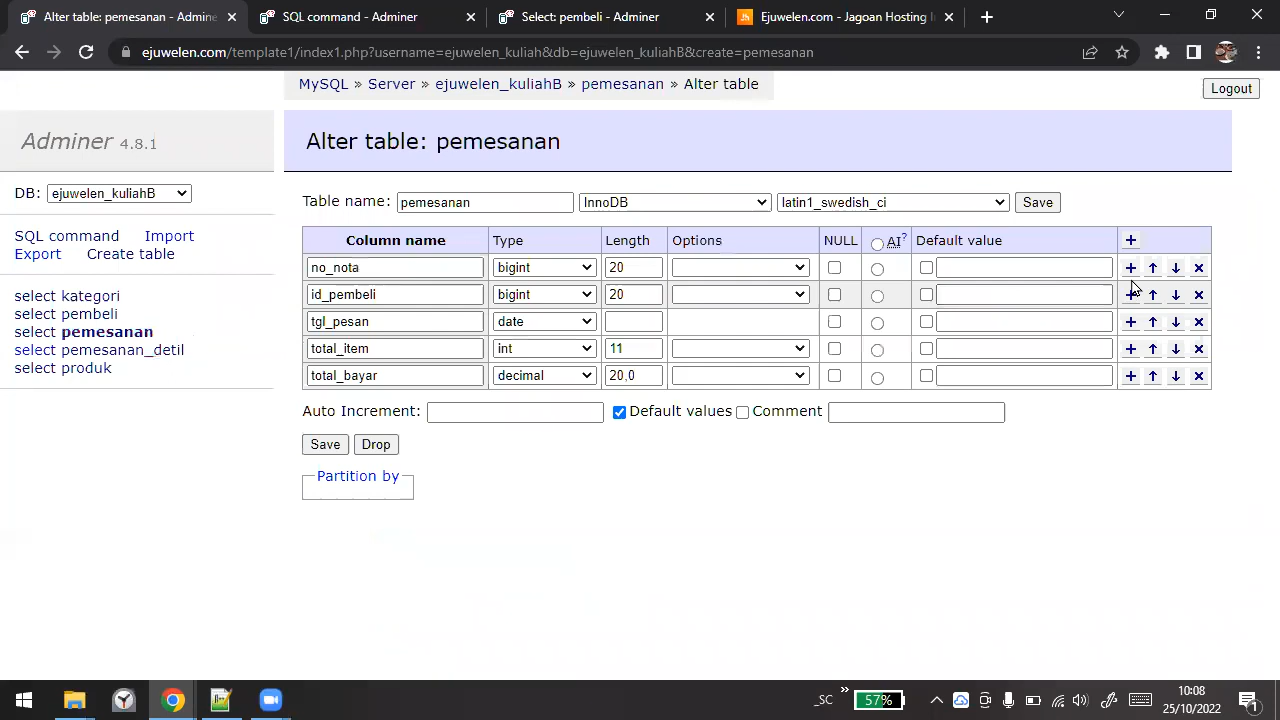 Alter table: pemesanan - Admine
SQL command - Adminer
Select: pembeli - Adminer
Ejuwelen.com - Jagoan Hosting I
ejuwelen.com/template1/index1.php?username=ejuwelen_kuliah&db=ejuwelen_kuliahB&create=pemesanan
MySQL » Server » ejuwelen_kuliahB » pemesanan » Alter table
Logout
Adminer 4.8.1
Alter table: pemesanan
DB: ejuwelen_kuliahB
SQL command Import
Export Create table
select kategori
select pembeli
select pemesanan
select pemesanan_detil
select produk
Table name: pemesanan InnoDB latin1_swedish_ci Save
Column name Type Length Options NULL AI? Default value
no_nota bigint 20
id_pembeli bigint 20
tgl_pesan date
total_item int 11
total_bayar decimal 20,0
Auto Increment: Default values Comment
Save Drop
Partition by
_SC » 57% 10:08
25/10/2022
1